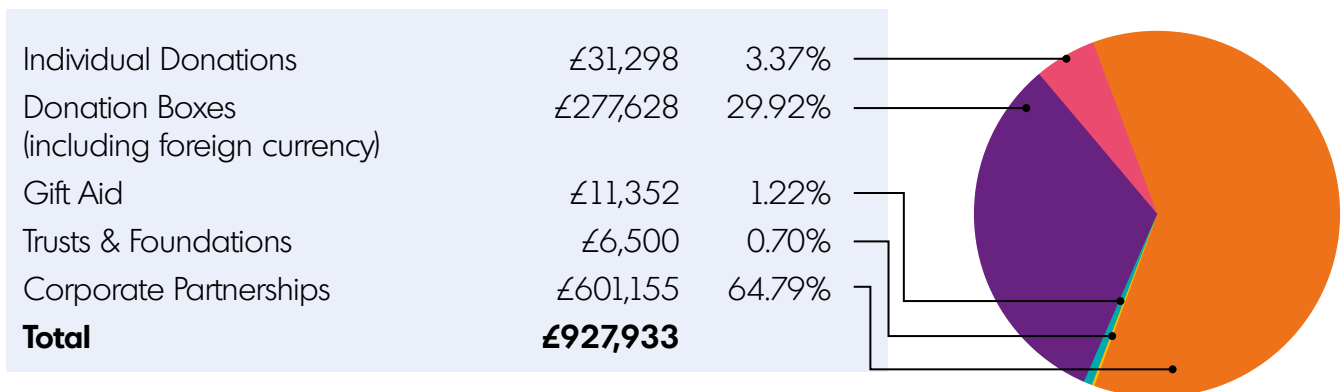 Individual Donations £31,298 3.37%
Donation Boxes £277,628 29.92%
(including foreign currency)
Gift Aid £11,352 1.22%
Trusts & Foundations £6,500 0.70%
Corporate Partnerships £601,155 64.79%
Total £927,933